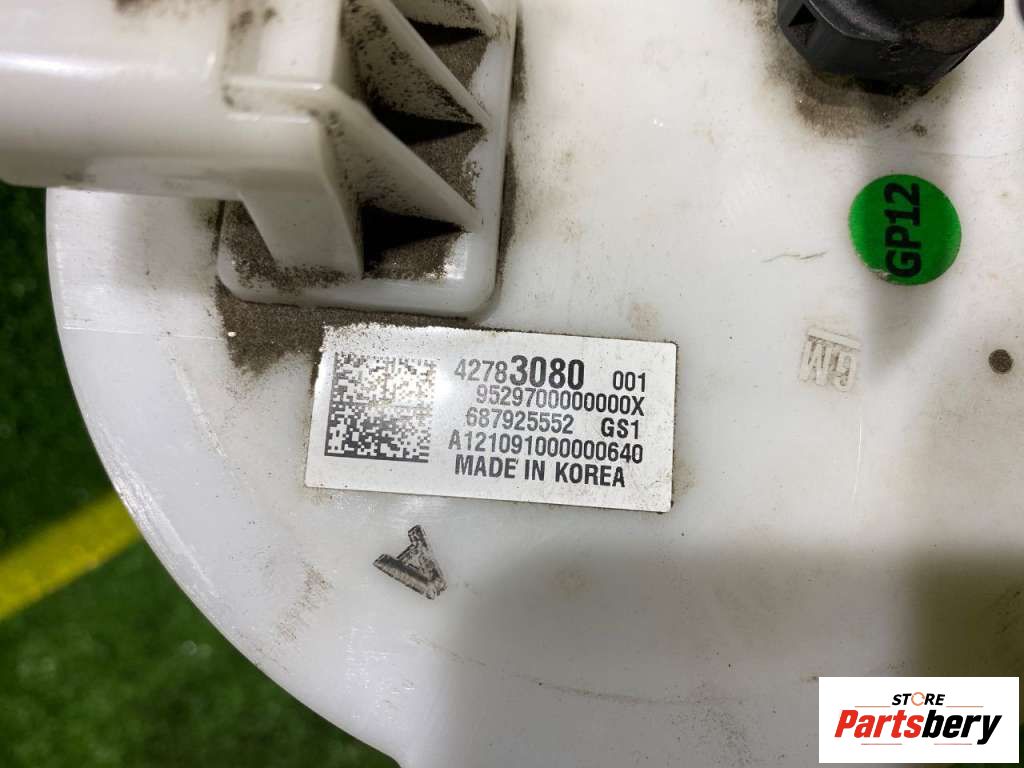 GP12
GM
42783080 001
9529700000000X
687925552 GS1
A121091000000640
MADE IN KOREA
A
STORE
Partsbery